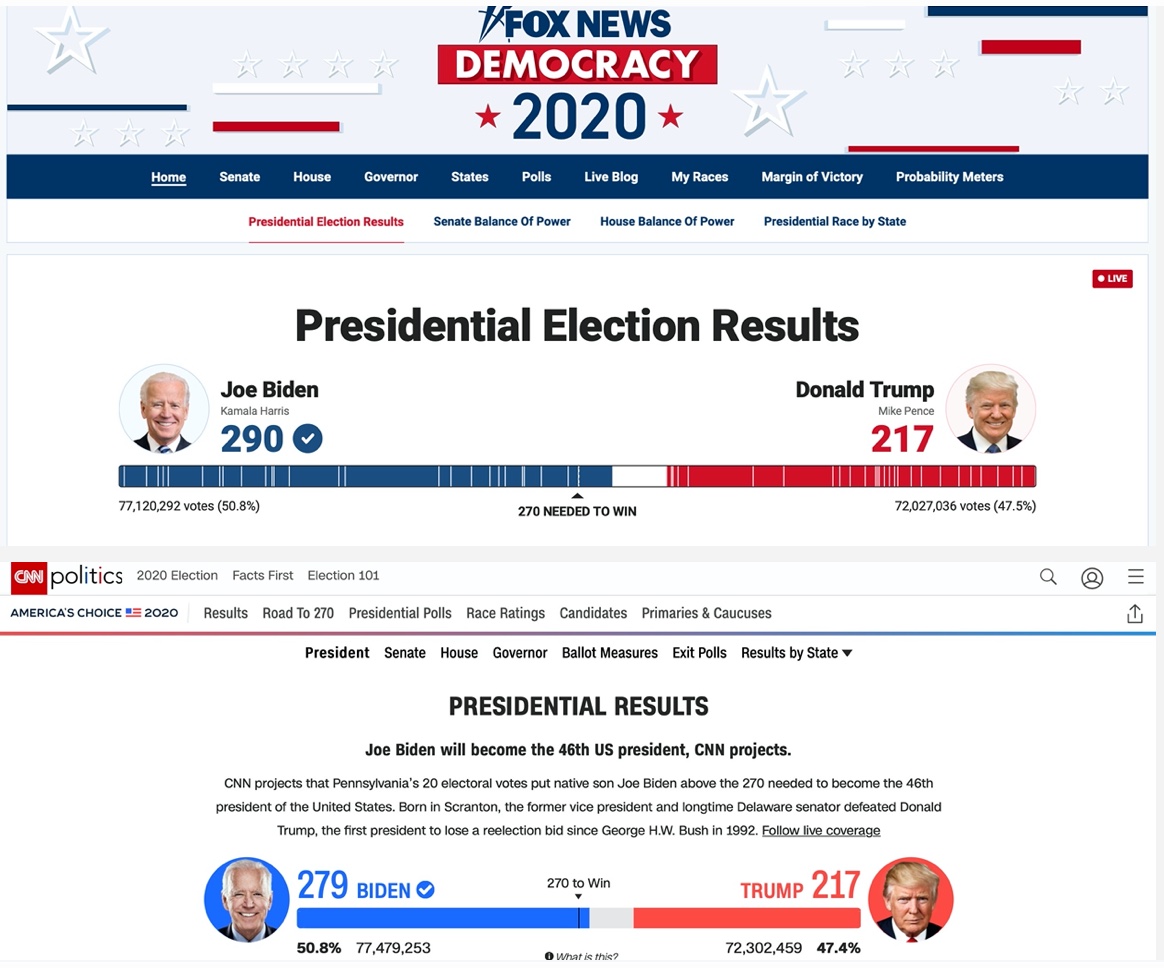 FOX NEWS
DEMOCRACY
2020
Home Senate House Governor States Polls Live Blog My Races Margin of Victory Probability Meters
Presidential Election Results Senate Balance Of Power House Balance Of Power Presidential Race by State
LIVE
Presidential Election Results
Joe Biden Donald Trump
Kamala Harris Mike Pence
290 217
77,120,292 votes (50.8%) 270 NEEDED TO WIN 72,027,036 votes (47.5%)
CNN politics 2020 Election Facts First Election 101
AMERICA'S CHOICE 2020 Results Road To 270 Presidential Polls Race Ratings Candidates Primaries & Caucuses
President Senate House Governor Ballot Measures Exit Polls Results by State
PRESIDENTIAL RESULTS
Joe Biden will become the 46th US president, CNN projects.
CNN projects that Pennsylvania's 20 electoral votes put native son Joe Biden above the 270 needed to become the 46th
president of the United States. Born in Scranton, the former vice president and longtime Delaware senator defeated Donald
Trump, the first president to lose a reelection bid since George H.W. Bush in 1992. Follow live coverage
279 BIDEN 270 to Win TRUMP 217
50.8% 77,479,253 72,302,459 47.4%
What is this?